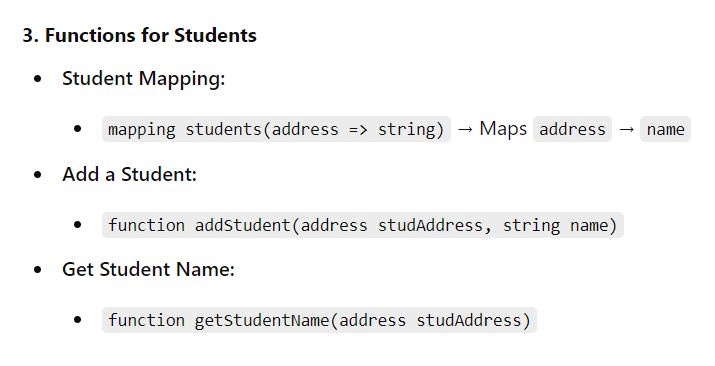 3. Functions for Students
• Student Mapping:
• mapping students(address => string) → Maps address → name
• Add a Student:
• function addStudent(address studAddress, string name)
• Get Student Name:
• function getStudentName(address studAddress)